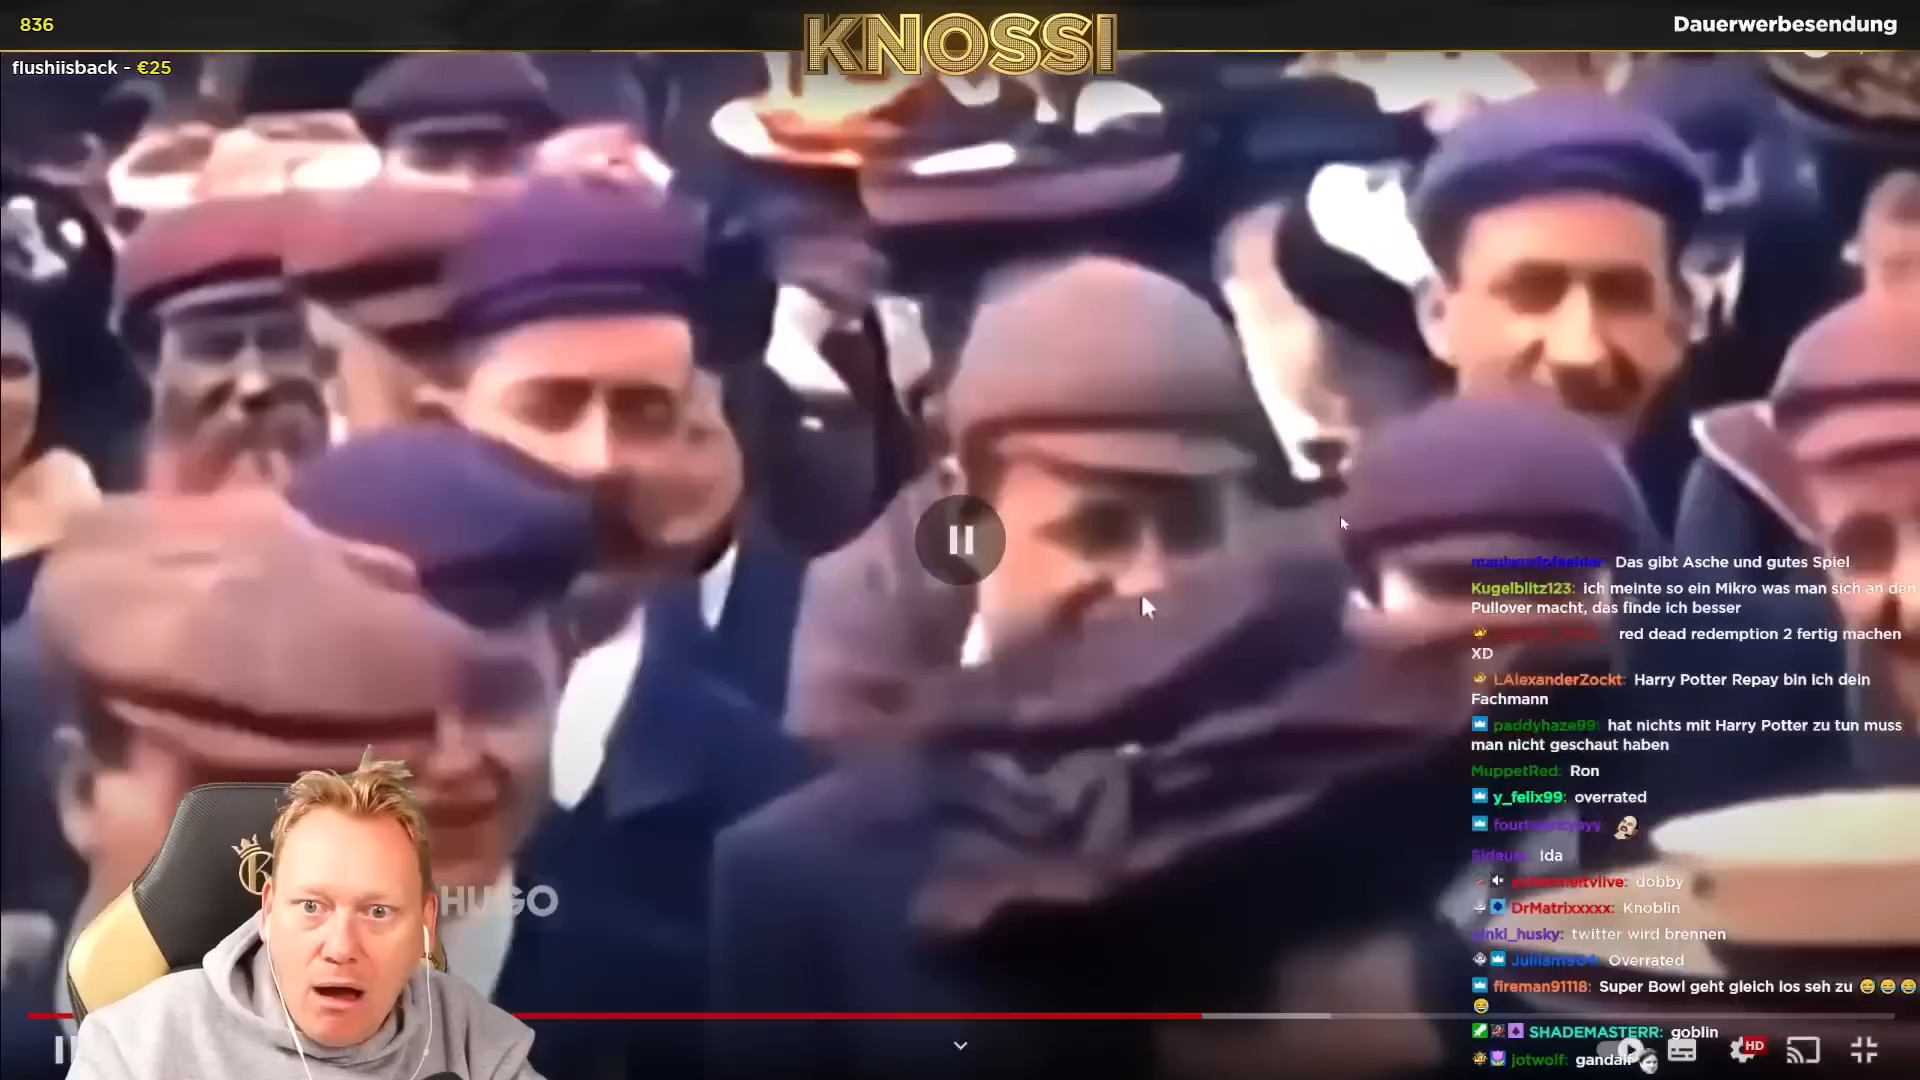 836
KNOSSI
Dauerwerbesendung
flushiisback - €25
Das gibt Asche und gutes Spiel
Kugelblitz123: ich meinte so ein Mikro was man sich an den
Pullover macht, das finde ich besser
red dead redemption 2 fertig machen
XD
LAlexanderZockt: Harry Potter Repay bin ich dein
Fachmann
paddyhaze99: hat nichts mit Harry Potter zu tun muss
man nicht geschaut haben
MuppetRed: Ron
y_felix99: overrated
Ida
dobby
DrMatrixxxxx: Knoblin
HUGO
pinki_husky: twitter wird brennen
Overrated
fireman91118: Super Bowl geht gleich los seh zu
SHADEMASTERR: goblin
HD
jotwolf: gandalf